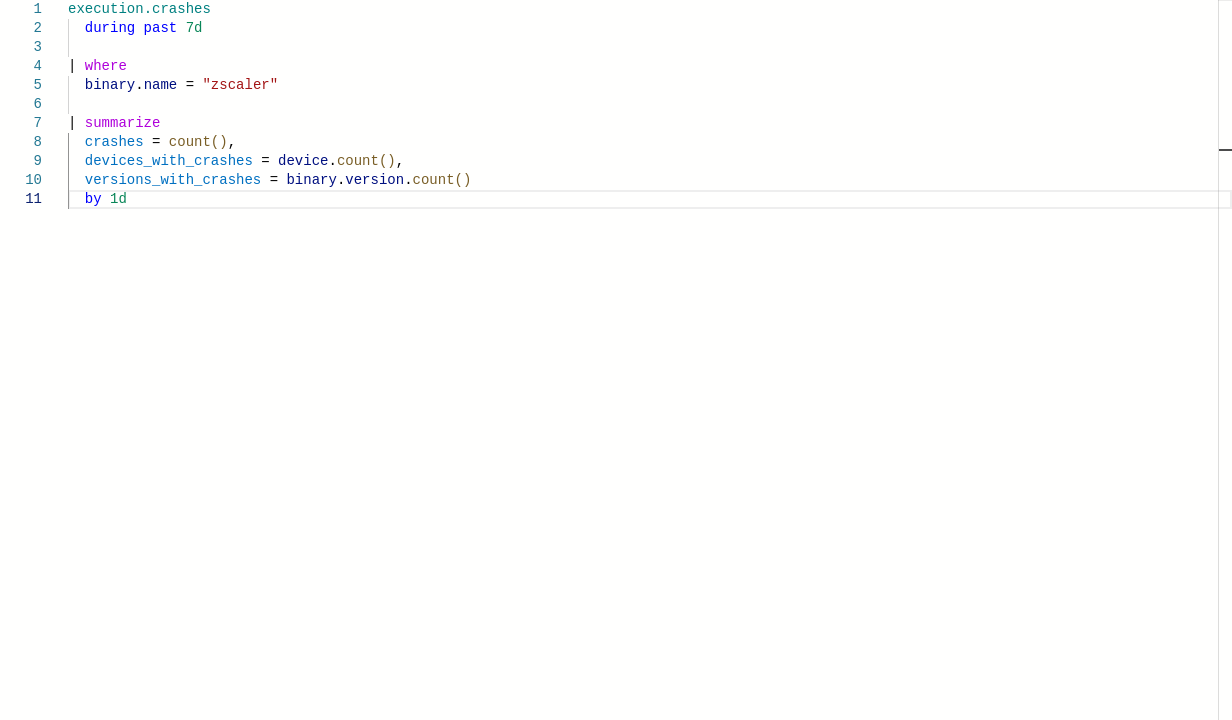 1 execution.crashes
2   during past 7d
3
4 | where
5   binary.name = "zscaler"
6
7 | summarize
8   crashes = count(),
9   devices_with_crashes = device.count(),
10   versions_with_crashes = binary.version.count()
11   by 1d